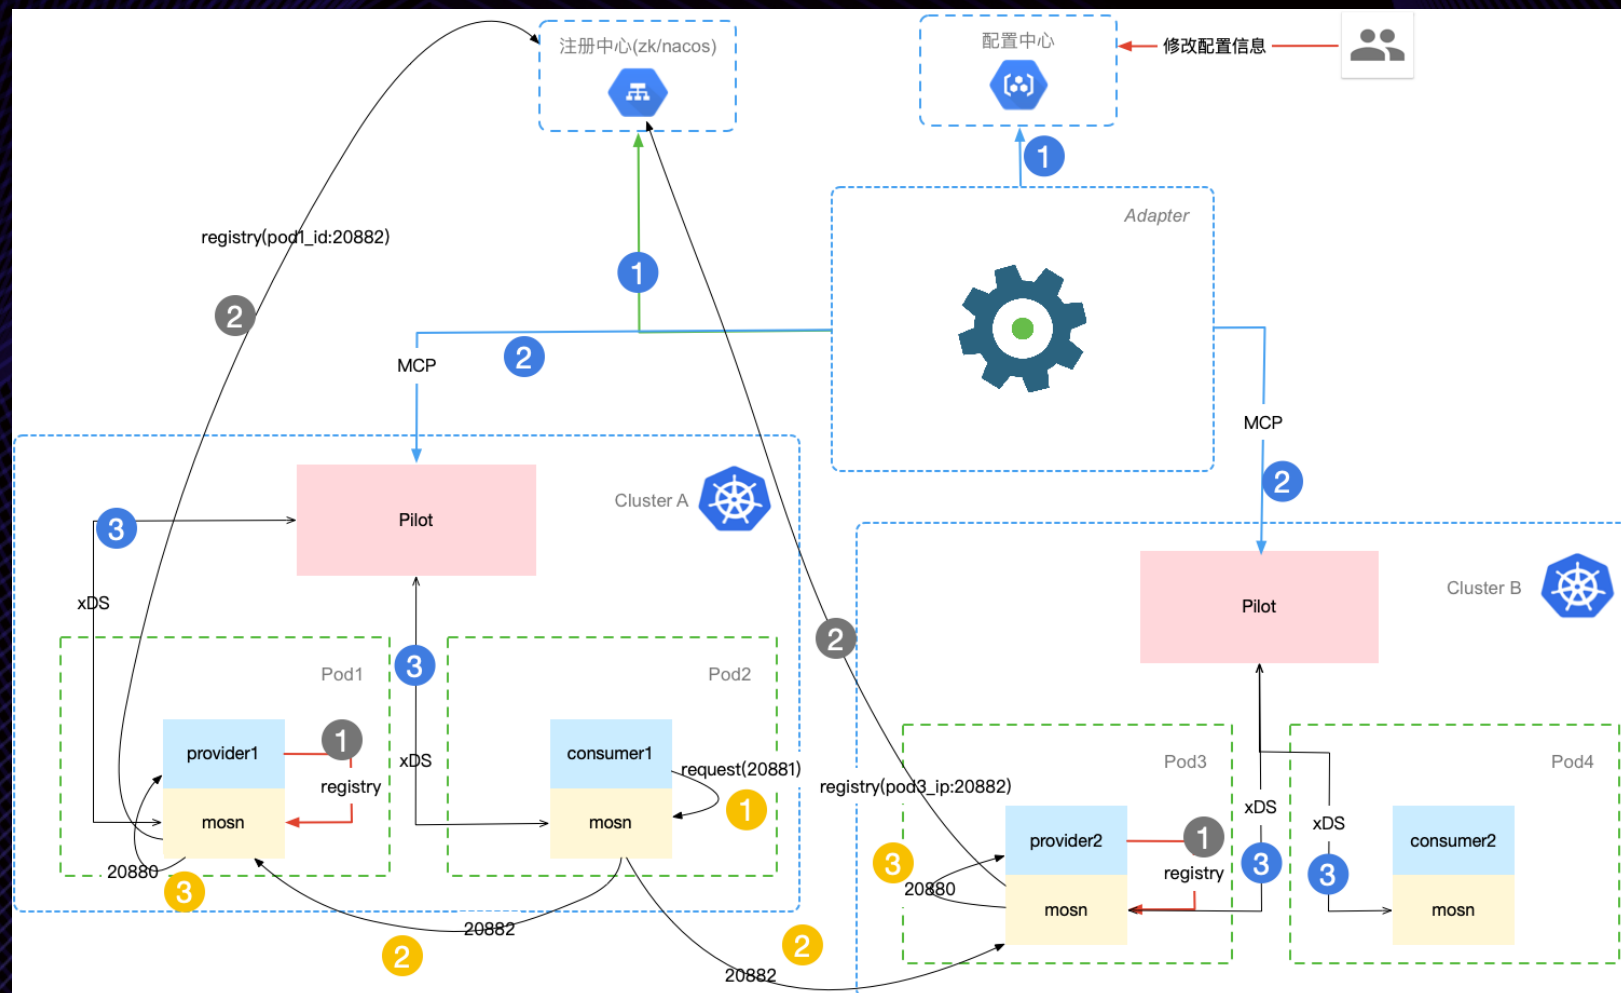 注册中心(zk/nacos)
配置中心
修改配置信息
1
Adapter
registry(pod1_id:20882)
1
2
2
MCP
MCP
2
Cluster A
Pilot
3
Cluster B
Pilot
xDS
2
3
Pod1
Pod2
provider1
1
registry
mosn
20880
3
xDS
consumer1
request(20881)
1
mosn
20882
2
2
20882
registry(pod3_ip:20882)
Pod3
Pod4
provider2
1
registry
mosn
3
20880
xDS
3
xDS
3
consumer2
mosn